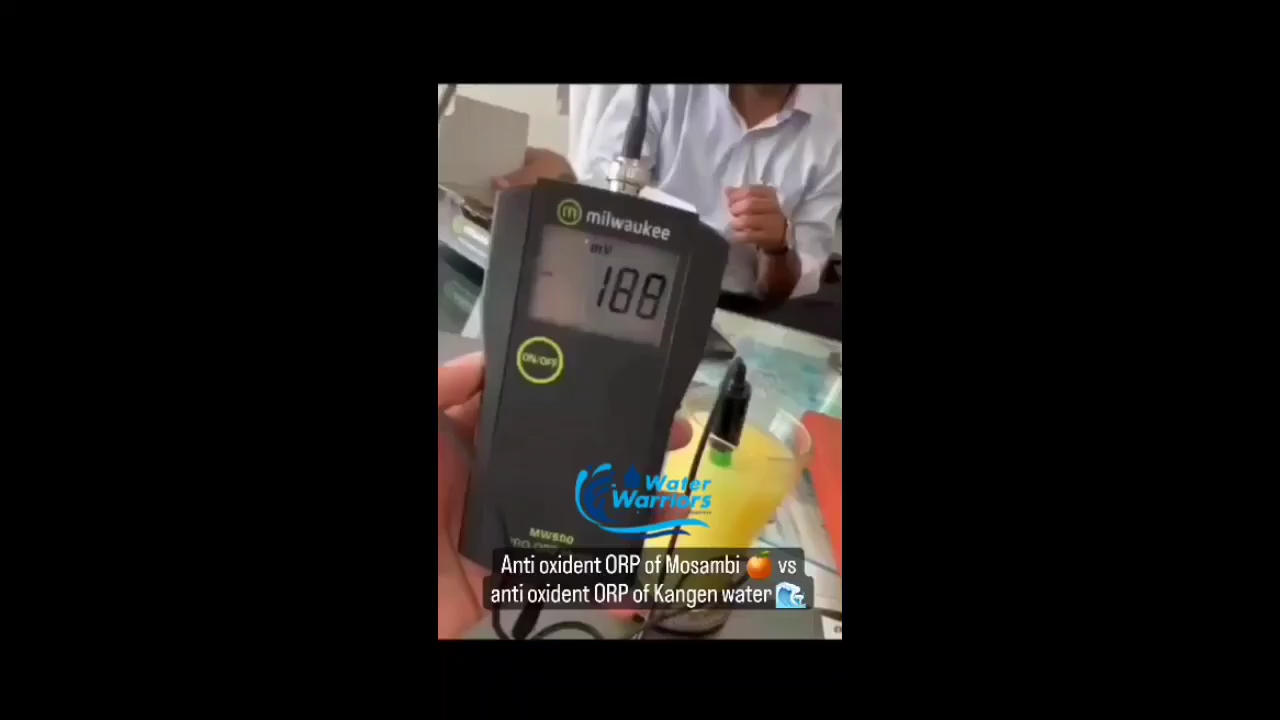 milwaukee
mV
188
ON/OFF
Water
Warriors
MW500
Anti oxident ORP of Mosambi 🍊 vs
anti oxident ORP of Kangen water 🌊